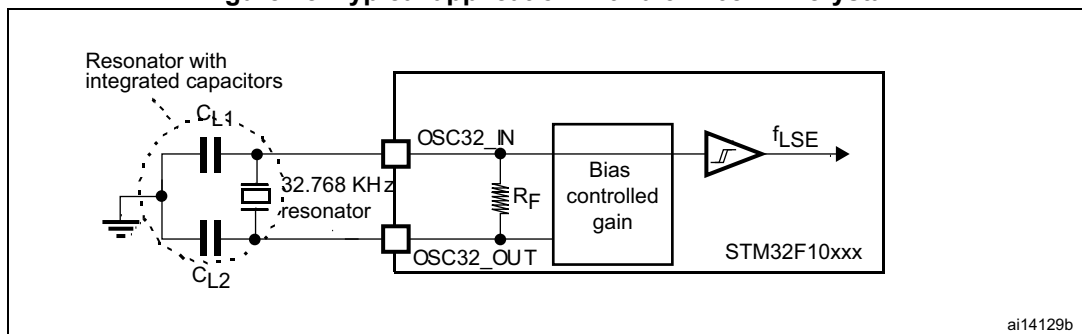 Resonator with
integrated capacitors
CL1
OSC32_IN
fLSE
32.768 KHz
resonator
RF
Bias
controlled
gain
STM32F10xxx
OSC32_OUT
CL2
ai14129b